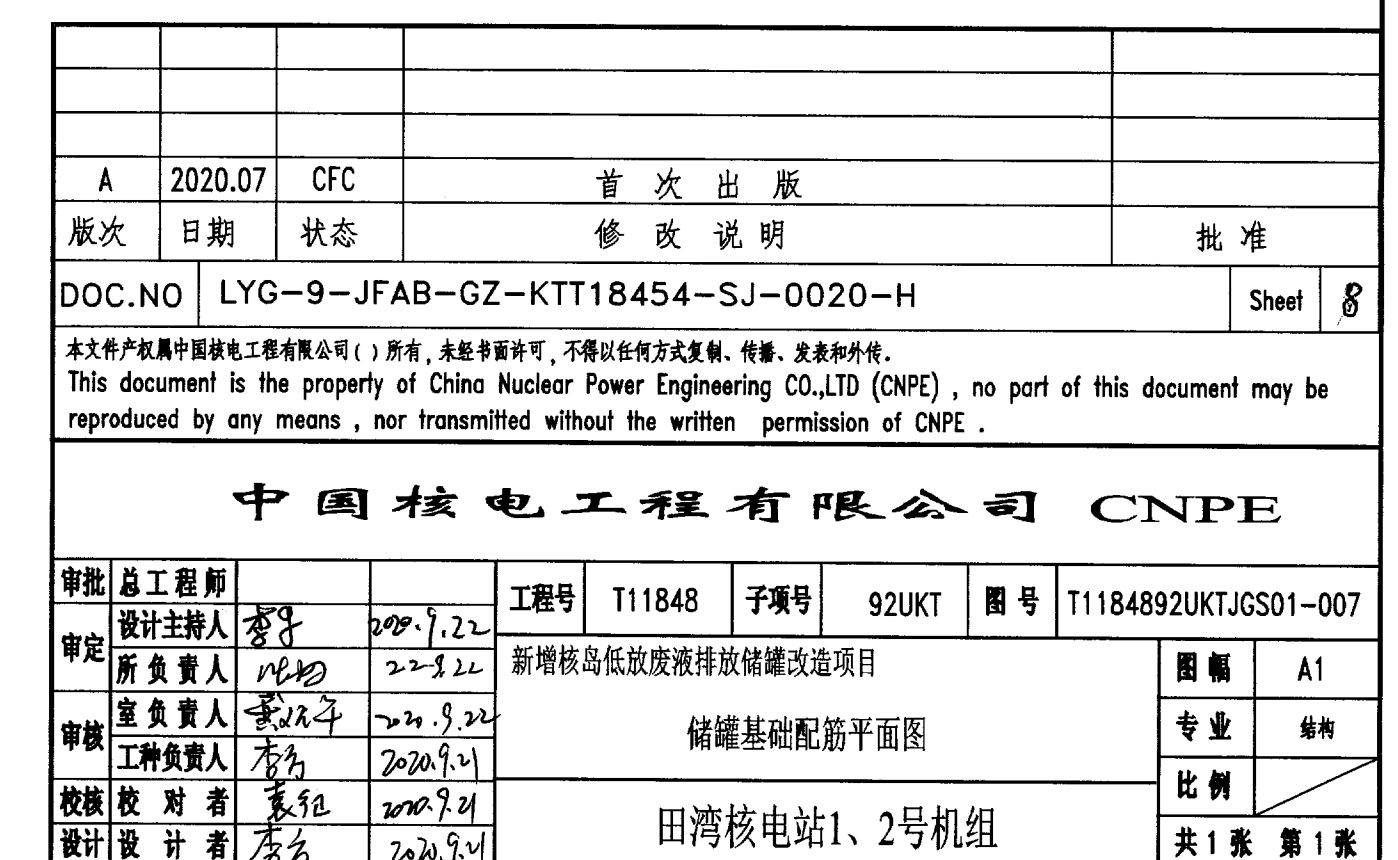 A 2020.07 CFC 首次出版
版次 日期 状态 修改说明 批准
DOC.NO LYG-9-JFAB-GZ-KTT18454-SJ-0020-H Sheet 8
本文件产权属中国核电工程有限公司( )所有,未经书面许可,不得以任何方式复制、传播、发表和外传.
This document is the property of China Nuclear Power Engineering CO.,LTD (CNPE) , no part of this document may be
reproduced by any means , nor transmitted without the written permission of CNPE .
中国核电工程有限公司 CNPE
审批 总工程师
工程号 T11848 子项号 92UKT 图号 T1184892UKTJGS01-007
审定 设计主持人 2020.9.22
所负责人
新增核岛低放废液排放储罐改造项目
图幅 A1
审核 室负责人 2020.9.22
储罐基础配筋平面图
专业 结构
工种负责人 2020.9.21
比例
校核 校对者 2020.9.21
田湾核电站1、2号机组
设计 设计者 2020.9.21
共1张 第1张